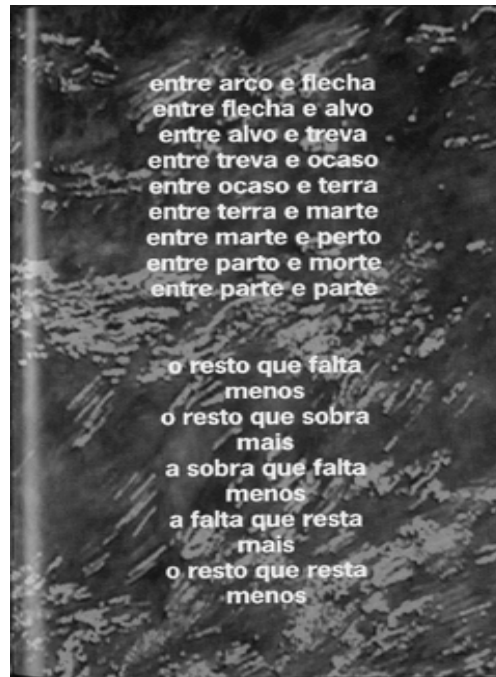 entre arco e flecha
entre flecha e alvo
entre alvo e treva
entre treva e ocaso
entre ocaso e terra
entre terra e marte
entre marte e perto
entre parto e morte
entre parte e parte
o resto que falta
menos
o resto que sobra
mais
a sobra que falta
menos
a falta que resta
mais
o resto que resta
menos